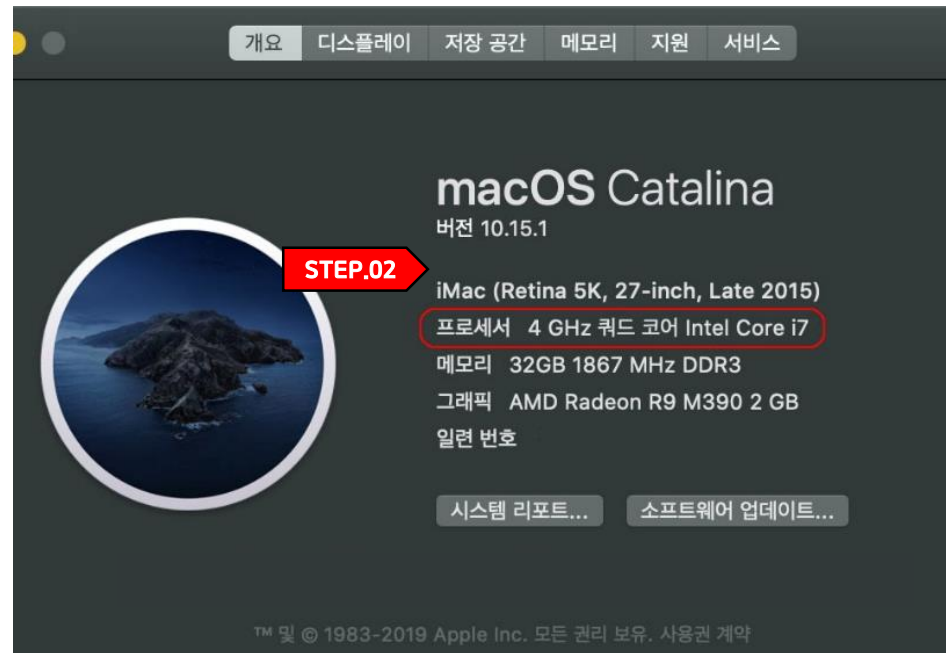 개요 디스플레이 저장 공간 메모리 지원 서비스
macOS Catalina
버전 10.15.1
STEP.02
iMac (Retina 5K, 27-inch, Late 2015)
프로세서 4 GHz 쿼드 코어 Intel Core i7
메모리 32GB 1867 MHz DDR3
그래픽 AMD Radeon R9 M390 2 GB
일련 번호
시스템 리포트... 소프트웨어 업데이트...
™ 및 © 1983-2019 Apple Inc. 모든 권리 보유. 사용권 계약